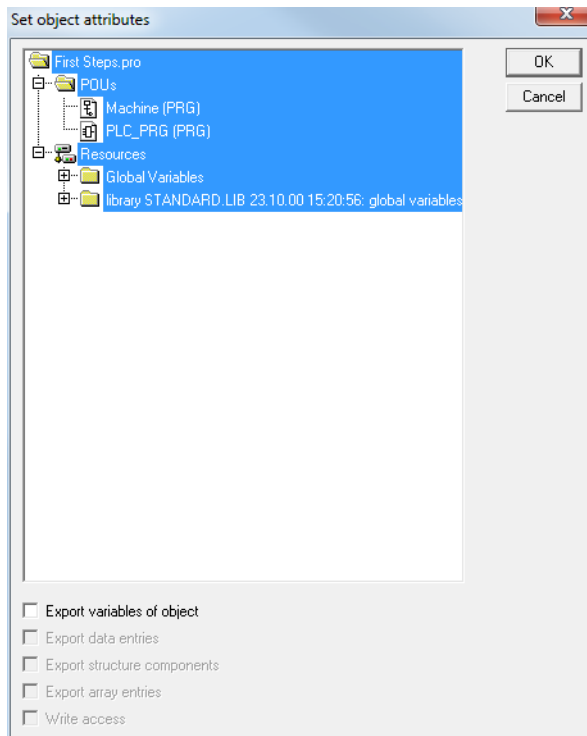 Set object attributes
First Steps.pro
OK
POUs
Cancel
Machine (PRG)
PLC_PRG (PRG)
Resources
Global Variables
library STANDARD.LIB 23.10.00 15:20:56: global variables
Export variables of object
Export data entries
Export structure components
Export array entries
Write access